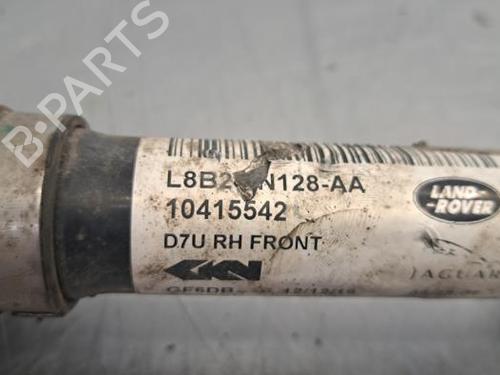 B-PARTS
L8B2 N128-AA
10415542
LAND ROVER
D7U RH FRONT
GKN
JAGUAR